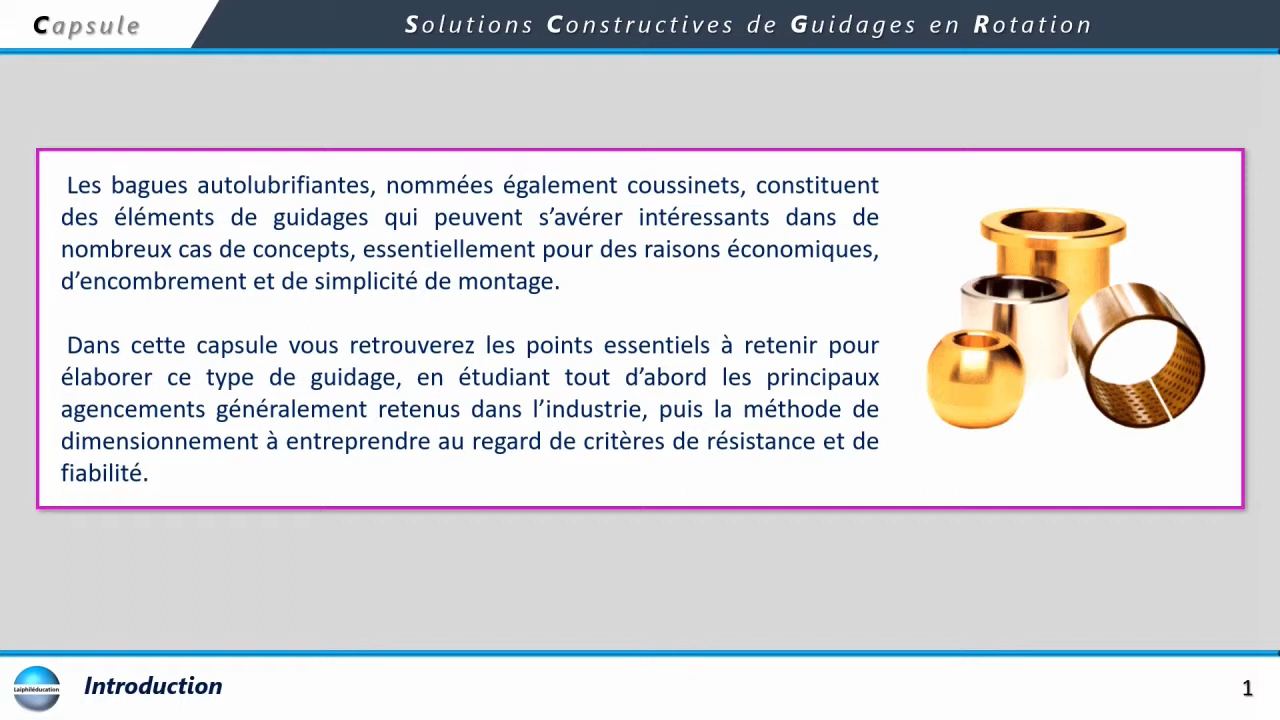 Capsule
Solutions Constructives de Guidages en Rotation
Les bagues autolubrifiantes, nommées également coussinets, constituent
des éléments de guidages qui peuvent s’avérer intéressants dans de
nombreux cas de concepts, essentiellement pour des raisons économiques,
d’encombrement et de simplicité de montage.
Dans cette capsule vous retrouverez les points essentiels à retenir pour
élaborer ce type de guidage, en étudiant tout d’abord les principaux
agencements généralement retenus dans l’industrie, puis la méthode de
dimensionnement à entreprendre au regard de critères de résistance et de
fiabilité.
Laiphiléducation
Introduction
1